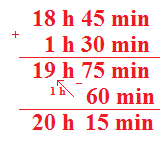 18 h 45 min
+ 1 h 30 min
19 h 75 min
1 h - 60 min
20 h 15 min